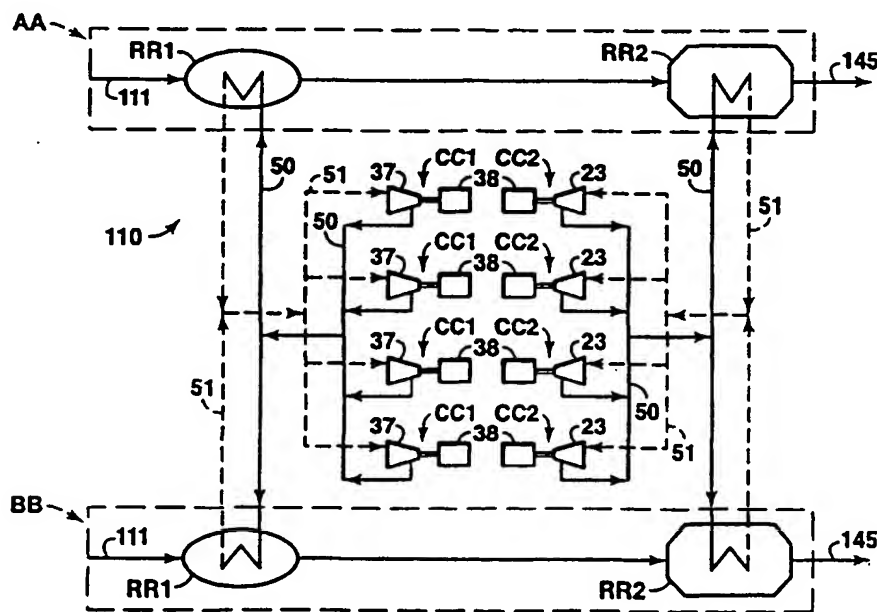 AA RR1 RR2 145
111
50 51 37 CC1 CC2 23 50
38
51
110 50
37 CC1 38 CC2 23
37 CC1 38 CC2 23
51 50
37 CC1 38 CC2 23
51
BB
111 145
RR1 RR2